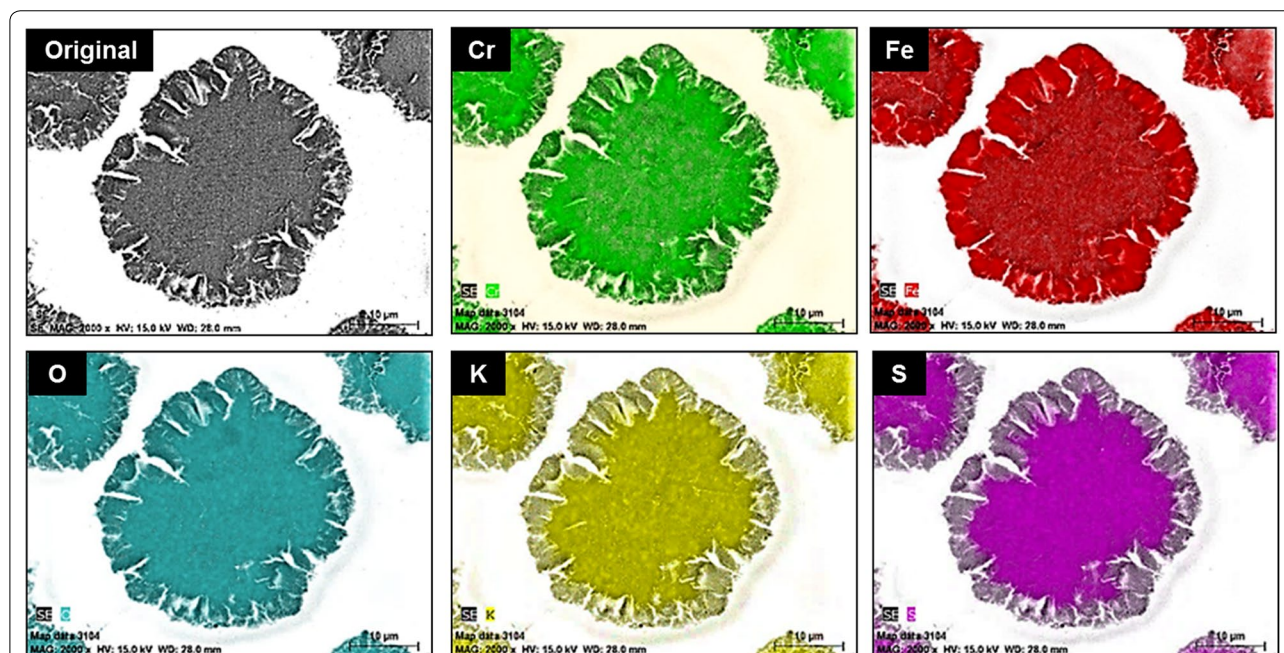 Original
Cr
Fe
SE MAG: 2000 x HV: 15.0 kV WD: 28.0 mm
10 µm
SE Cr
Map data 3104
MAG: 2000 x HV: 15.0 kV WD: 28.0 mm
10 µm
SE Fe
Map data 3104
MAG: 2000 x HV: 15.0 kV WD: 28.0 mm
10 µm
O
K
S
SE O
Map data 3104
MAG: 2000 x HV: 15.0 kV WD: 28.0 mm
10 µm
SE K
Map data 3104
MAG: 2000 x HV: 15.0 kV WD: 28.0 mm
10 µm
SE S
Map data 3104
MAG: 2000 x HV: 15.0 kV WD: 28.0 mm
10 µm